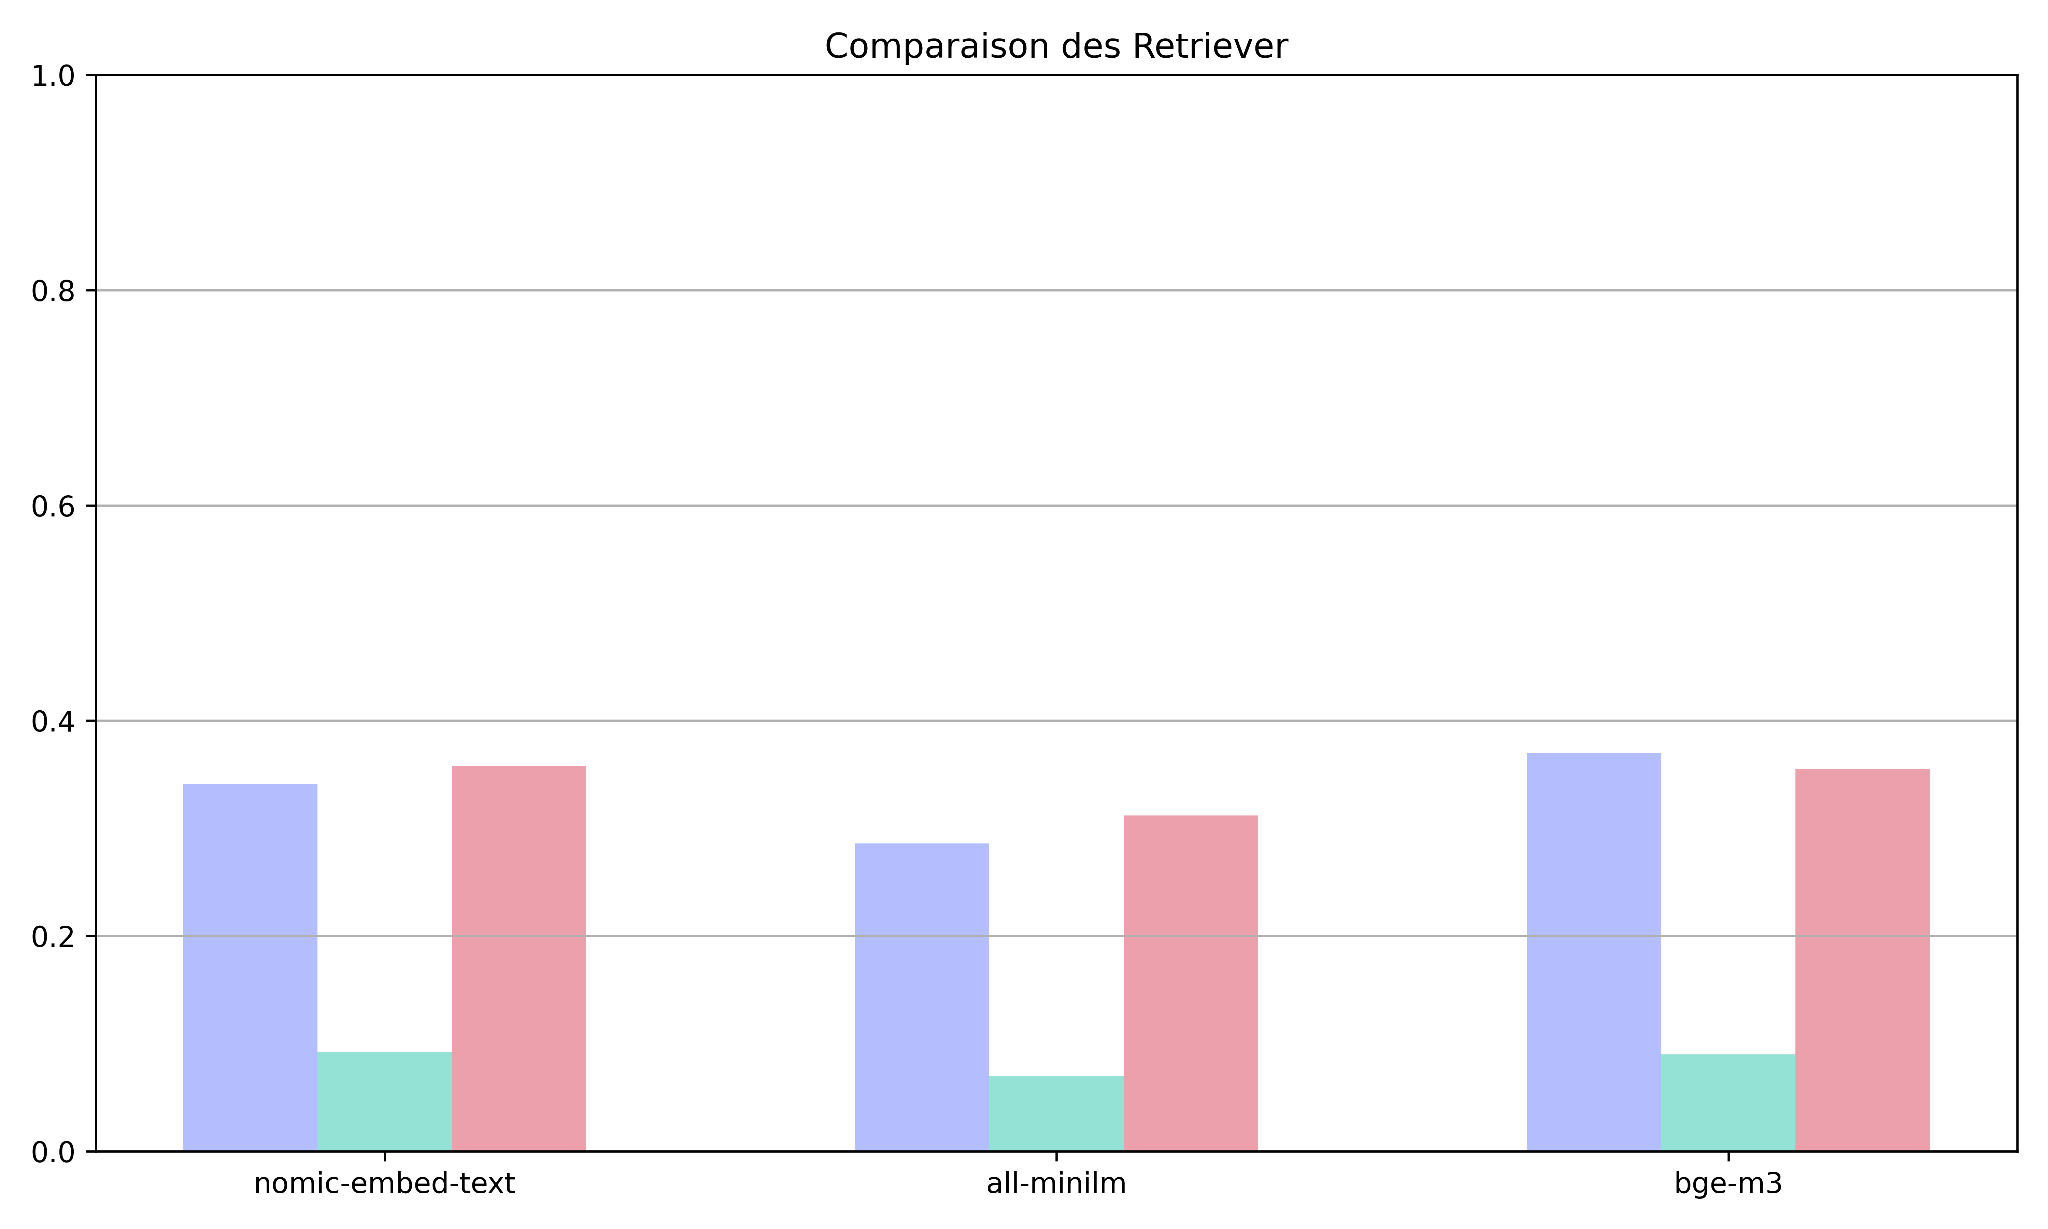 Comparaison des Retriever
1.0
0.8
0.6
0.4
0.2
0.0
nomic-embed-text
all-minilm
bge-m3